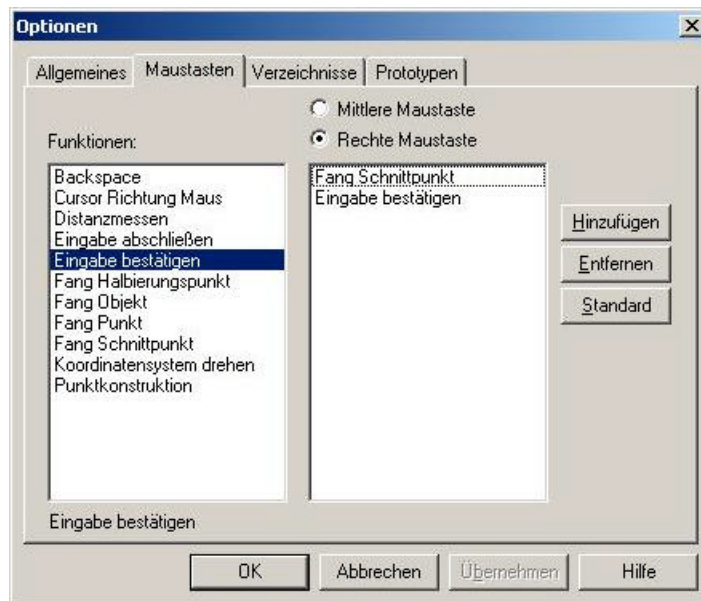 Optionen
Allgemeines Maustasten Verzeichnisse Prototypen
Mittlere Maustaste
Funktionen:
Rechte Maustaste
Backspace
Cursor Richtung Maus
Distanzmessen
Eingabe abschließen
Eingabe bestätigen
Fang Halbierungspunkt
Fang Objekt
Fang Punkt
Fang Schnittpunkt
Koordinatensystem drehen
Punktkonstruktion
Fang Schnittpunkt
Eingabe bestätigen
Hinzufügen
Entfernen
Standard
Eingabe bestätigen
OK Abbrechen Übernehmen Hilfe